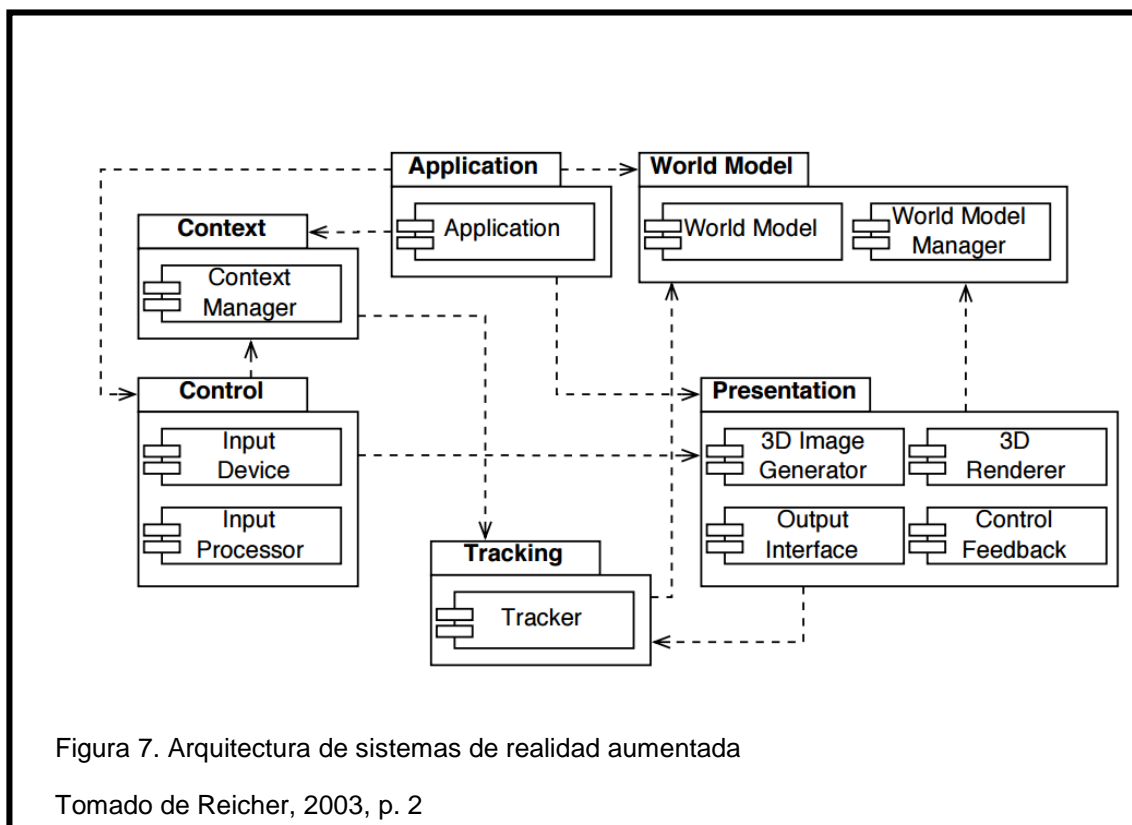 Application
World Model
Application
World Model
World Model
Manager
Context
Context
Manager
Control
Input
Device
Input
Processor
Presentation
3D Image
Generator
3D
Renderer
Output
Interface
Control
Feedback
Tracking
Tracker
Figura 7. Arquitectura de sistemas de realidad aumentada
Tomado de Reicher, 2003, p. 2